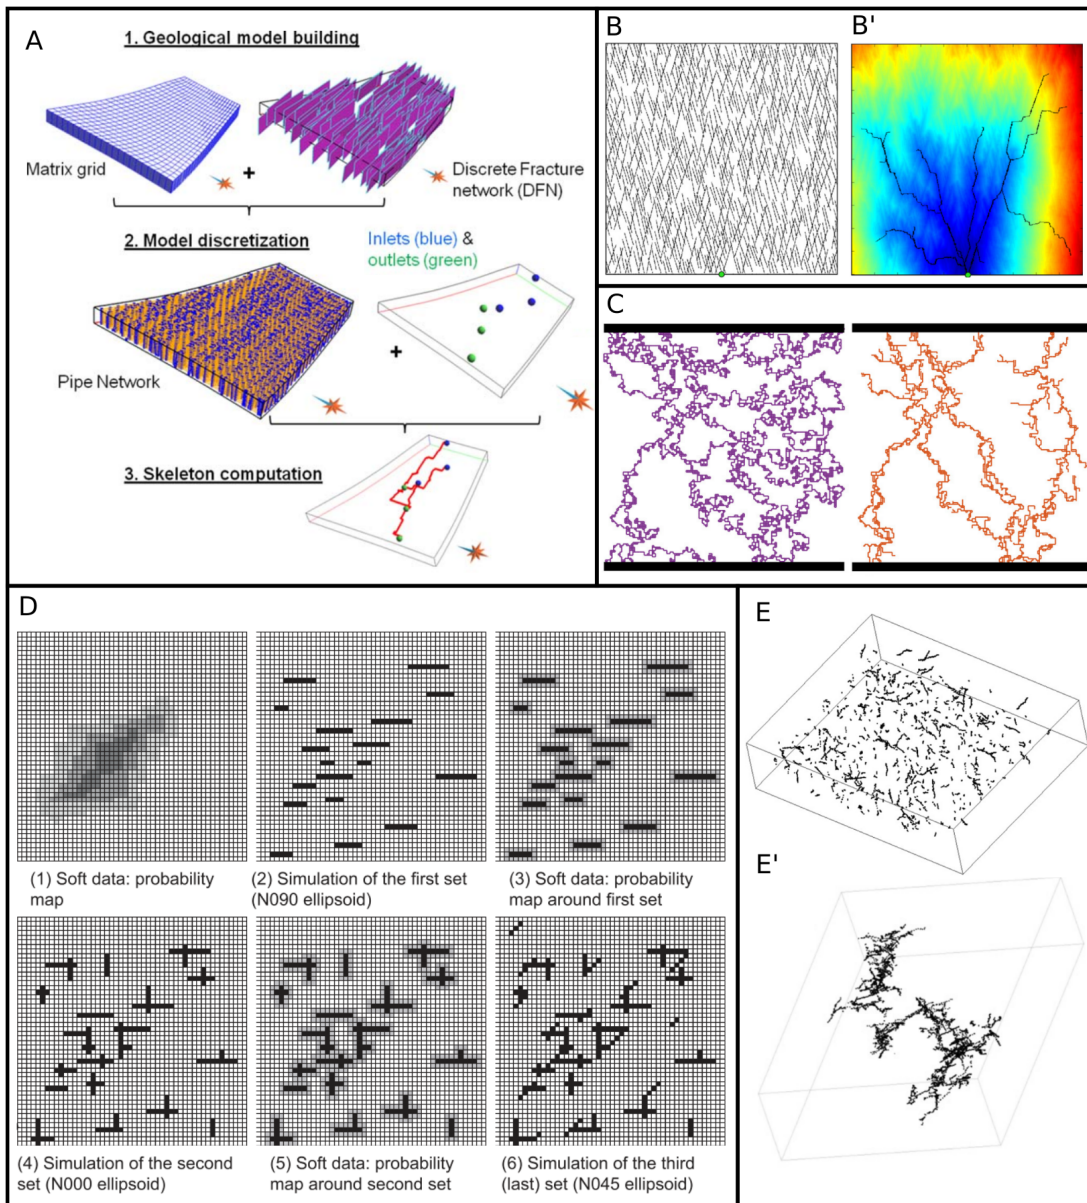 A
1. Geological model building
Matrix grid
+
Discrete Fracture
network (DFN)
2. Model discretization
Inlets (blue) &
outlets (green)
+
Pipe Network
3. Skeleton computation
B
B'
C
D
(1) Soft data: probability
map
(2) Simulation of the first set
(N090 ellipsoid)
(3) Soft data: probability
map around first set
(4) Simulation of the second
set (N000 ellipsoid)
(5) Soft data: probability
map around second set
(6) Simulation of the third
(last) set (N045 ellipsoid)
E
E'